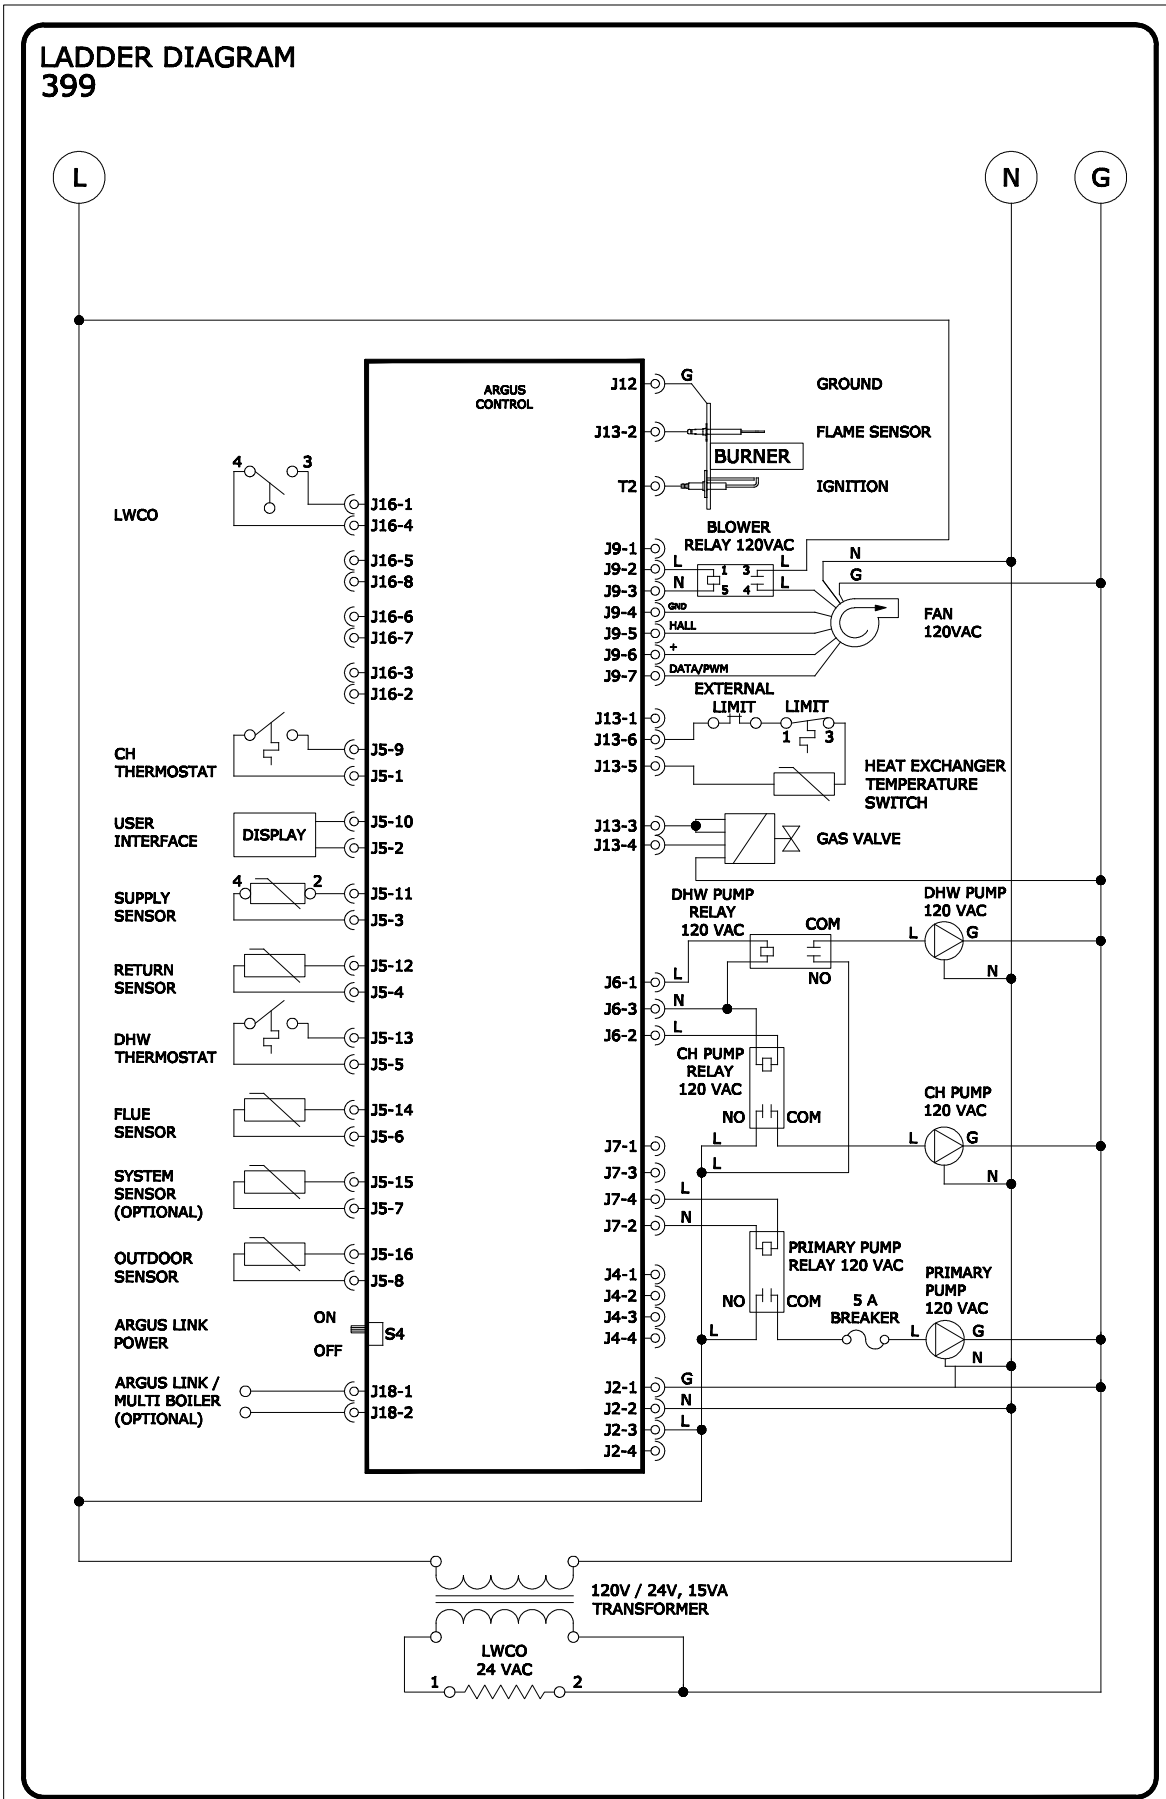 LADDER DIAGRAM
399
L
N
G
ARGUS
CONTROL
J12
G
GROUND
J13-2
FLAME SENSOR
BURNER
T2
IGNITION
4
3
LWCO
J16-1
J16-4
J16-5
J16-8
J16-6
J16-7
J16-3
J16-2
BLOWER
RELAY 120VAC
J9-1
J9-2
L
1
3
L
J9-3
N
5
4
L
N
G
J9-4
GND
J9-5
HALL
J9-6
+
J9-7
DATA/PWM
FAN
120VAC
EXTERNAL
LIMIT
LIMIT
J13-1
J13-6
1
3
J13-5
HEAT EXCHANGER
TEMPERATURE
SWITCH
CH
THERMOSTAT
J5-9
J5-1
USER
INTERFACE
DISPLAY
J5-10
J5-2
J13-3
J13-4
GAS VALVE
SUPPLY
SENSOR
4
2
J5-11
J5-3
DHW PUMP
RELAY
120 VAC
COM
NO
DHW PUMP
120 VAC
L
G
N
RETURN
SENSOR
J5-12
J5-4
J6-1
L
J6-3
N
J6-2
L
DHW
THERMOSTAT
J5-13
J5-5
CH PUMP
RELAY
120 VAC
NO
COM
CH PUMP
120 VAC
L
G
N
FLUE
SENSOR
J5-14
J5-6
J7-1
L
J7-3
L
J7-4
L
J7-2
N
SYSTEM
SENSOR
(OPTIONAL)
J5-15
J5-7
OUTDOOR
SENSOR
J5-16
J5-8
PRIMARY PUMP
RELAY 120 VAC
NO
COM
L
5 A
BREAKER
PRIMARY
PUMP
120 VAC
L
G
N
J4-1
J4-2
J4-3
J4-4
ARGUS LINK
POWER
ON
OFF
S4
ARGUS LINK /
MULTI BOILER
(OPTIONAL)
J18-1
J18-2
J2-1
G
J2-2
N
J2-3
L
J2-4
120V / 24V, 15VA
TRANSFORMER
LWCO
24 VAC
1
2